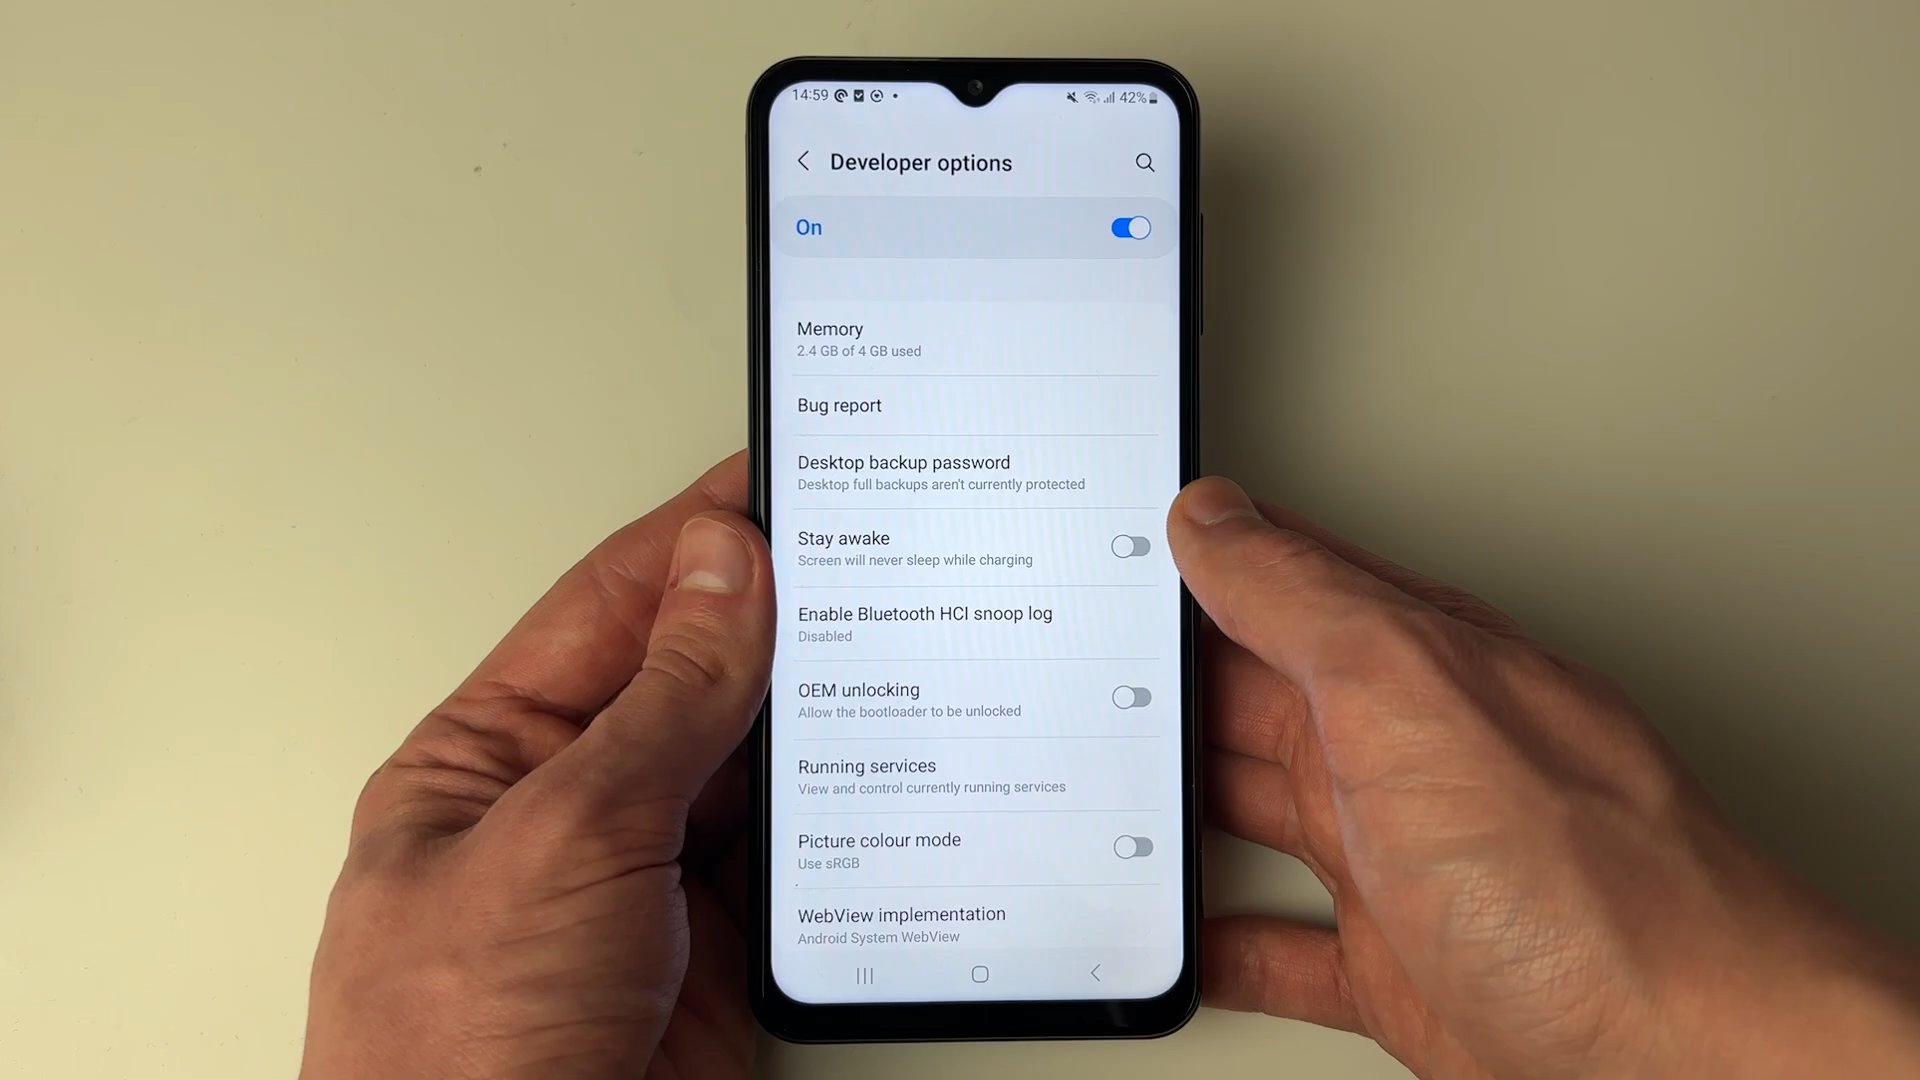 14:59
42%
Developer options
On
Memory
2.4 GB of 4 GB used
Bug report
Desktop backup password
Desktop full backups aren't currently protected
Stay awake
Screen will never sleep while charging
Enable Bluetooth HCI snoop log
Disabled
OEM unlocking
Allow the bootloader to be unlocked
Running services
View and control currently running services
Picture colour mode
Use sRGB
WebView implementation
Android System WebView